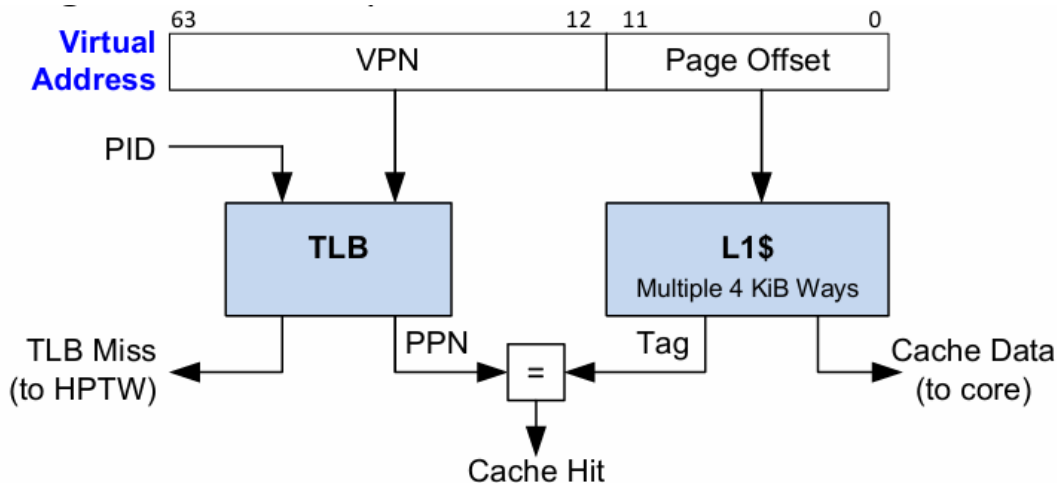 63 12 11 0
Virtual
Address
VPN
Page Offset
PID
TLB
L1$
Multiple 4 KiB Ways
TLB Miss
(to HPTW)
PPN
=
Tag
Cache Data
(to core)
Cache Hit